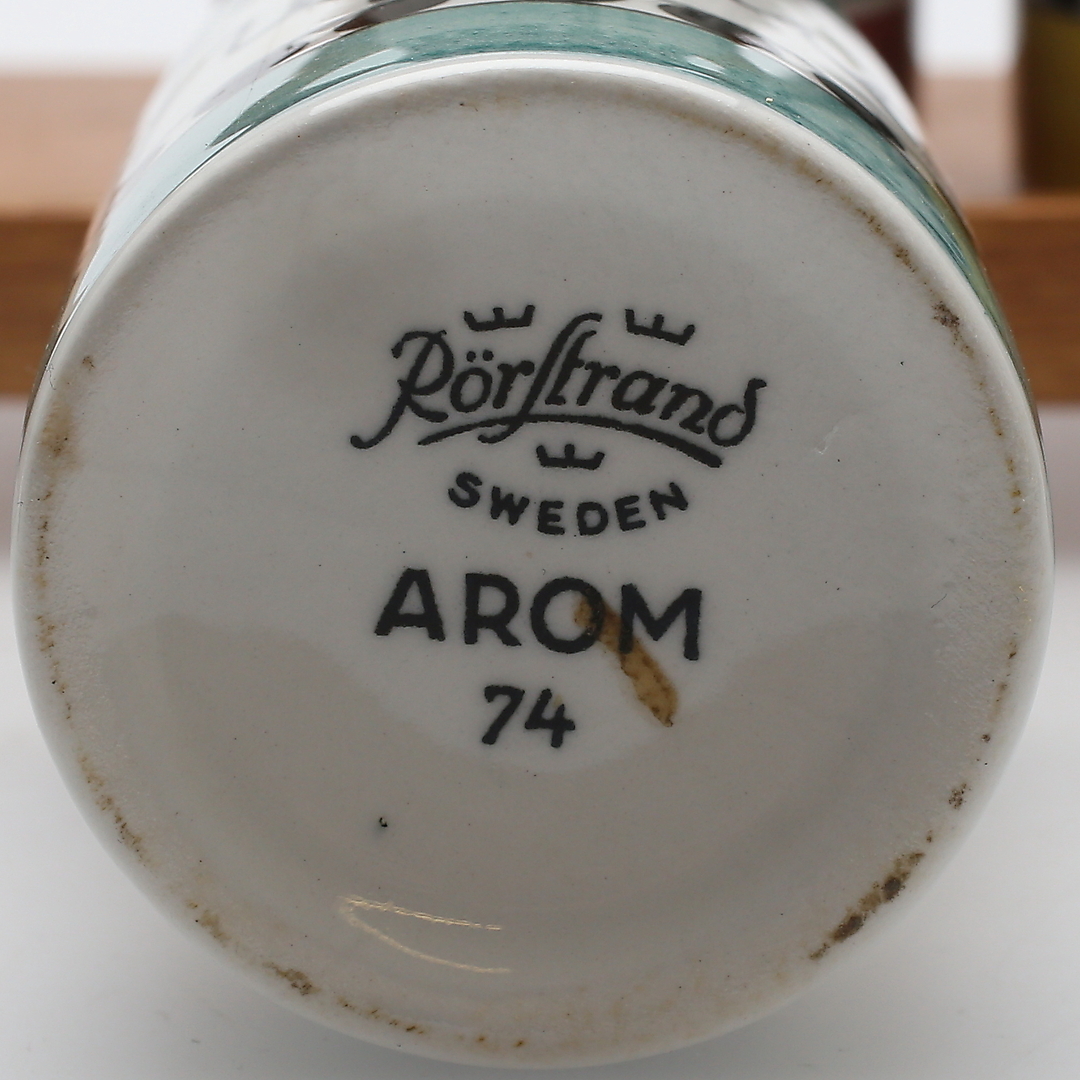 Rörstrand
SWEDEN
AROM
74